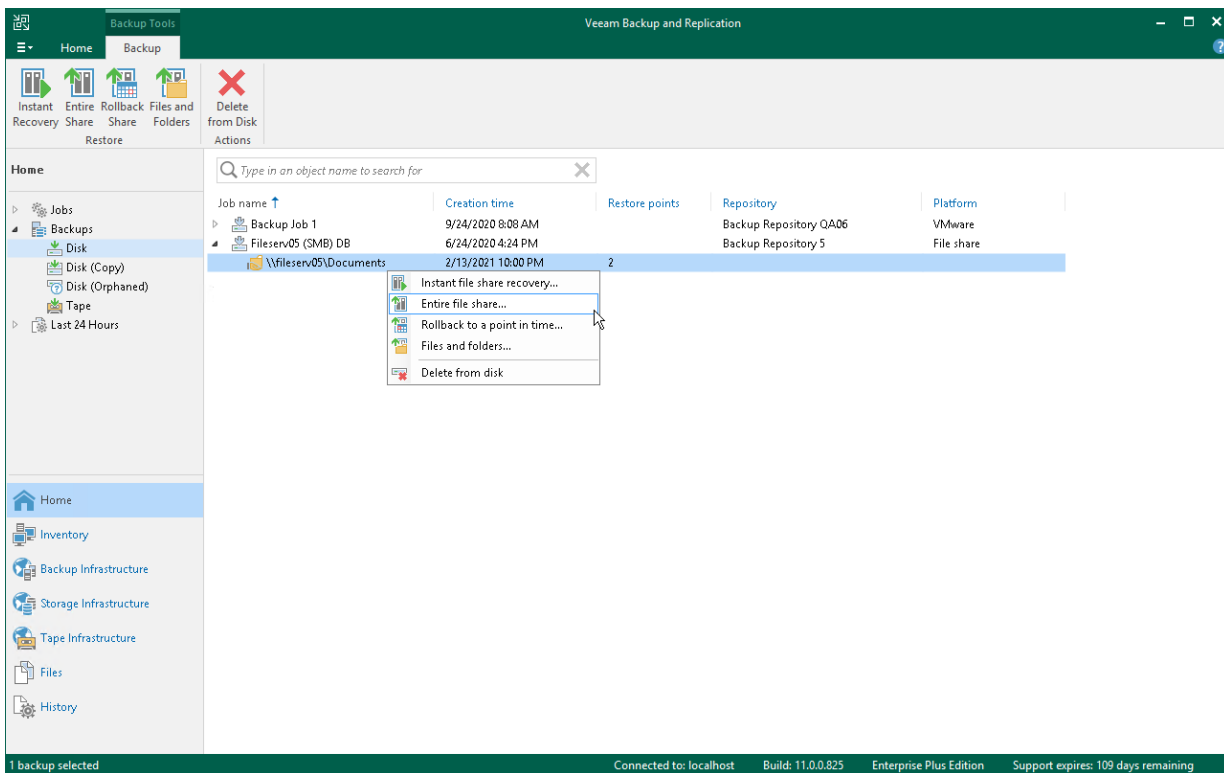 Backup Tools
Veeam Backup and Replication
Home Backup
Instant Recovery
Entire Share
Rollback Share
Files and Folders
Delete from Disk
Restore
Actions
Home
Type in an object name to search for
Jobs
Backups
Disk
Disk (Copy)
Disk (Orphaned)
Tape
Last 24 Hours
Job name Creation time Restore points Repository Platform
Backup Job 1 9/24/2020 8:08 AM Backup Repository QA06 VMware
Fileserv05 (SMB) DB 6/24/2020 4:24 PM Backup Repository 5 File share
\\fileserv05\Documents 2/13/2021 10:00 PM 2
Instant file share recovery...
Entire file share...
Rollback to a point in time...
Files and folders...
Delete from disk
Home
Inventory
Backup Infrastructure
Storage Infrastructure
Tape Infrastructure
Files
History
1 backup selected Connected to: localhost Build: 11.0.0.825 Enterprise Plus Edition Support expires: 109 days remaining